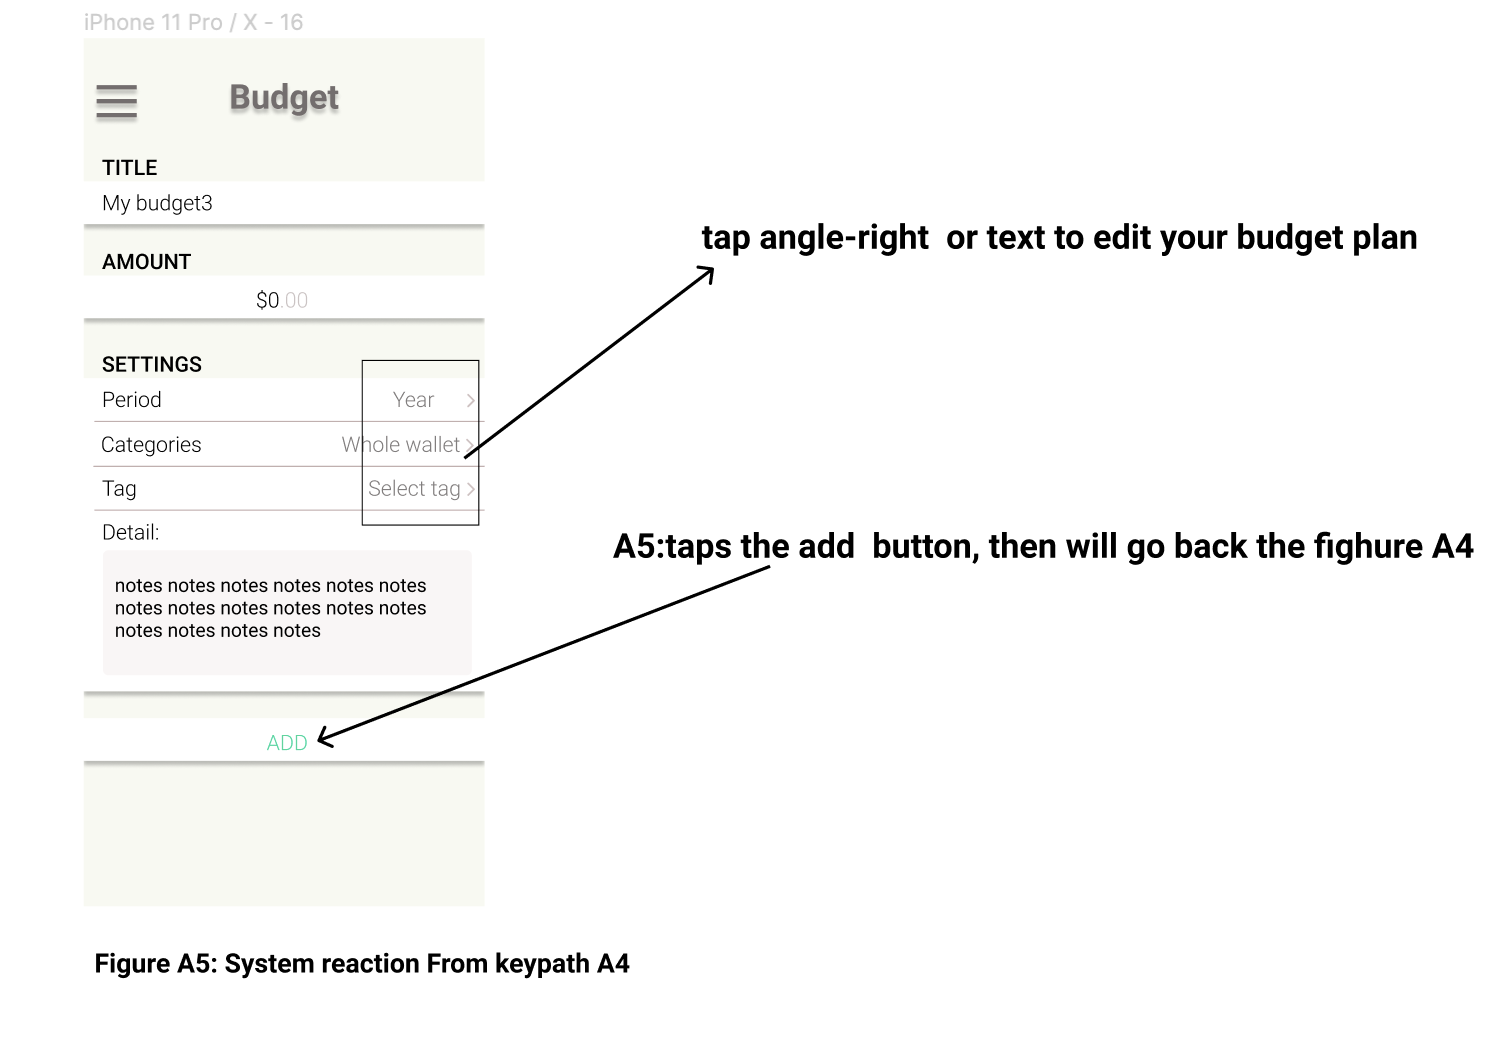 iPhone 11 Pro / X - 16
Budget
TITLE
My budget3
tap angle-right  or text to edit your budget plan
AMOUNT
$0.00
SETTINGS
Period Year
Categories Whole wallet
Tag Select tag
Detail:
A5:taps the add  button, then will go back the fighure A4
notes notes notes notes notes notes
notes notes notes notes notes notes
notes notes notes notes
ADD
Figure A5: System reaction From keypath A4